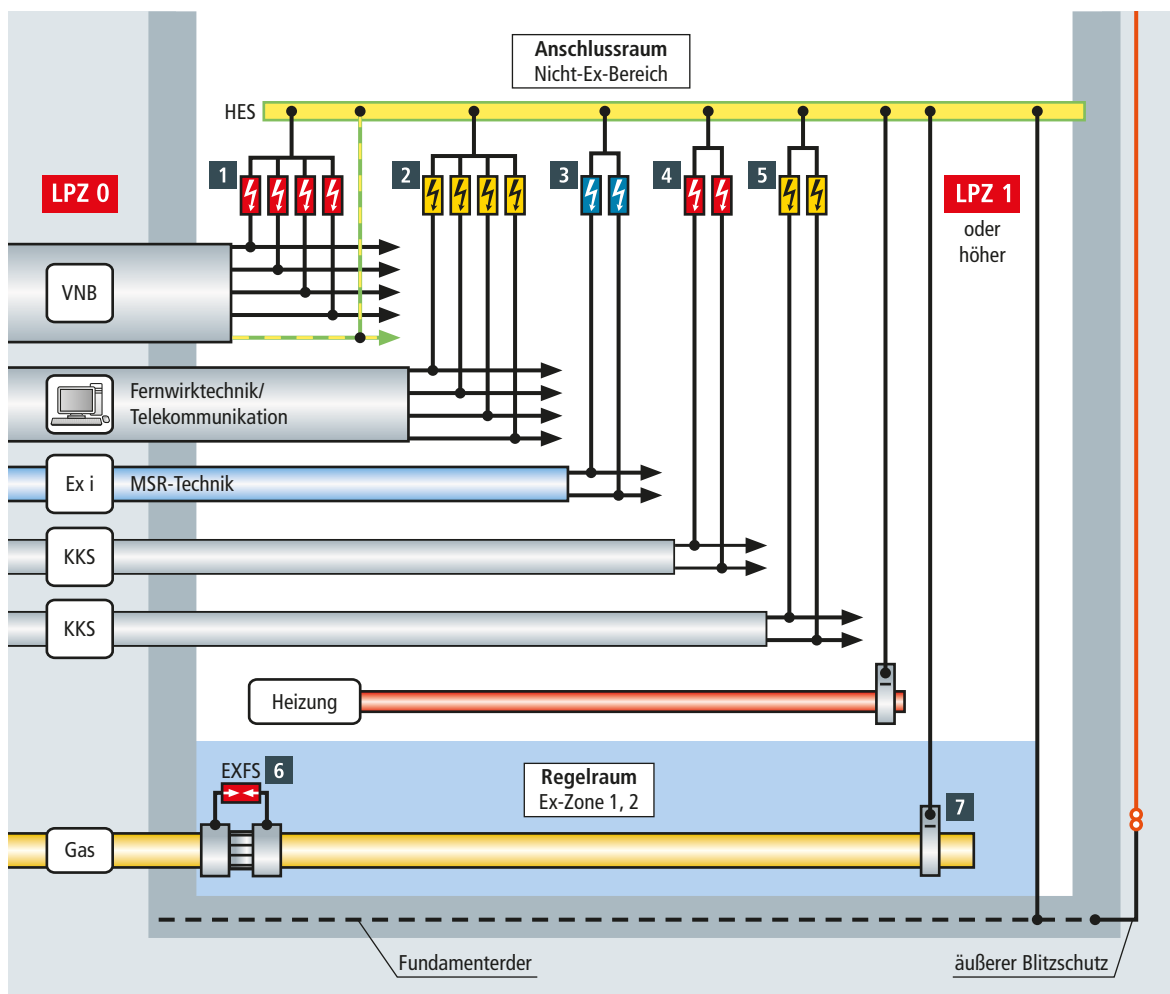 Anschlussraum
Nicht-Ex-Bereich
HES
1
2
3
4
5
LPZ 0
LPZ 1
oder
höher
VNB
Fernwirktechnik/
Telekommunikation
Ex i
MSR-Technik
KKS
KKS
Heizung
EXFS 6
Regelraum
Ex-Zone 1, 2
7
Gas
Fundamenterder
äußerer Blitzschutz